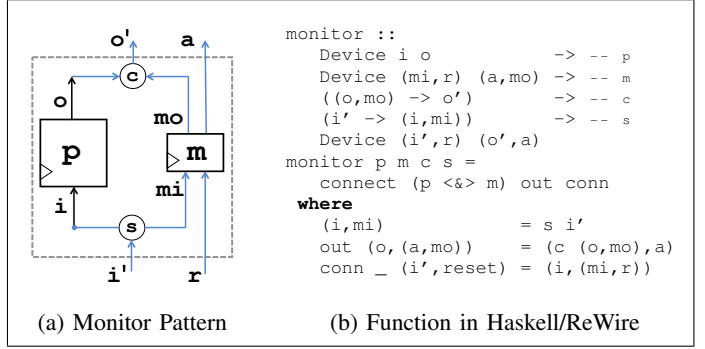 o' a
c
o mo
p m
i mi
s
i' r
(a) Monitor Pattern
monitor ::
Device i o -> -- p
Device (mi,r) (a,mo) -> -- m
((o,mo) -> o') -> -- c
(i' -> (i,mi)) -> -- s
Device (i',r) (o',a)
monitor p m c s =
connect (p <&> m) out conn
where
(i,mi) = s i'
out (o,(a,mo)) = (c (o,mo),a)
conn _ (i',reset) = (i,(mi,r))
(b) Function in Haskell/ReWire